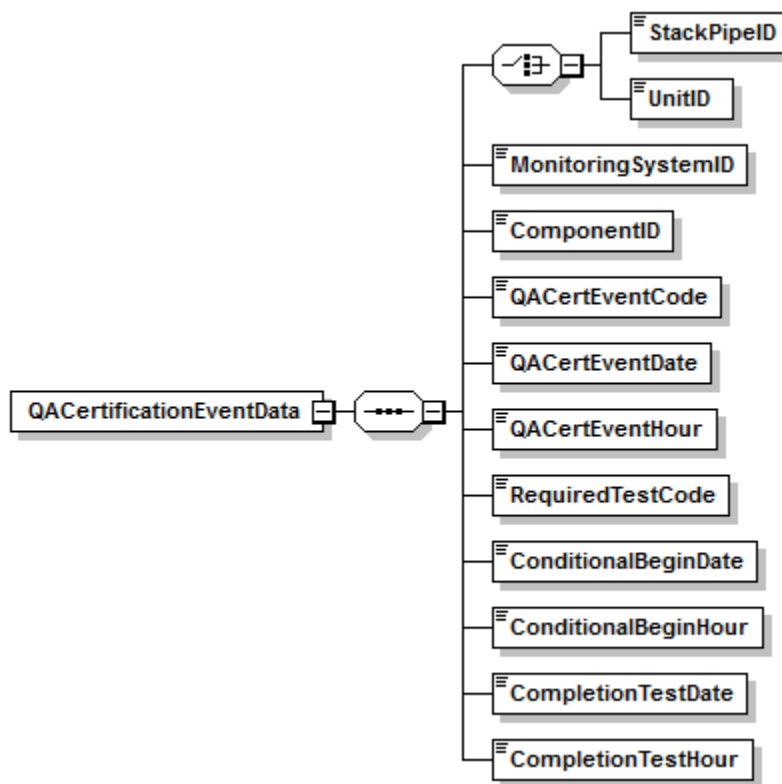 StackPipeID
UnitID
MonitoringSystemID
ComponentID
QACertEventCode
QACertEventDate
QACertificationEventData
QACertEventHour
RequiredTestCode
ConditionalBeginDate
ConditionalBeginHour
CompletionTestDate
CompletionTestHour